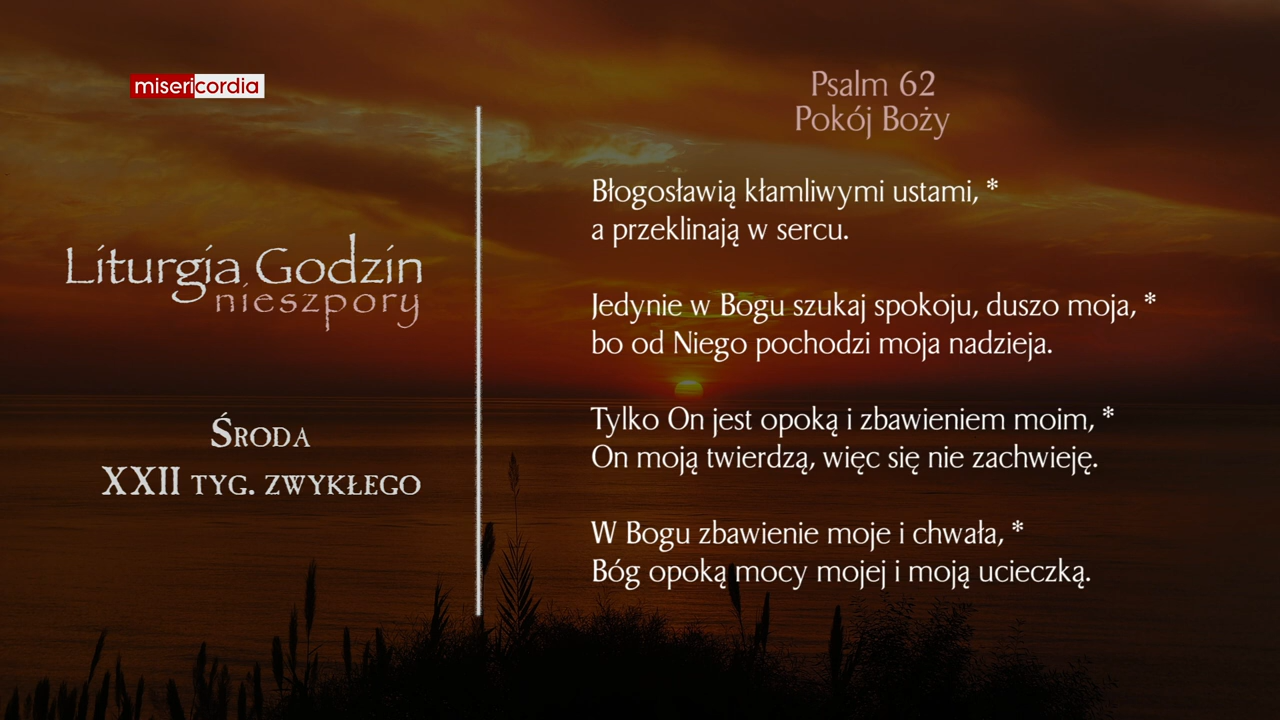 misericordia
Liturgia Godzin
nieszpory
Środa
XXII tyg. zwykłego
Psalm 62
Pokój Boży
Błogosławią kłamliwymi ustami, *
a przeklinają w sercu.
Jedynie w Bogu szukaj spokoju, duszo moja, *
bo od Niego pochodzi moja nadzieja.
Tylko On jest opoką i zbawieniem moim, *
On moją twierdzą, więc się nie zachwieję.
W Bogu zbawienie moje i chwała, *
Bóg opoką mocy mojej i moją ucieczką.